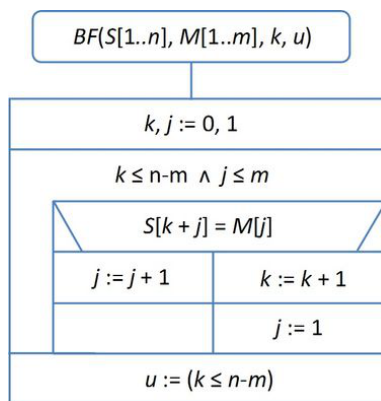 BF(S[1..n], M[1..m], k, u)
k, j := 0, 1
k ≤ n-m ∧ j ≤ m
S[k + j] = M[j]
j := j + 1 k := k + 1
j := 1
u := (k ≤ n-m)